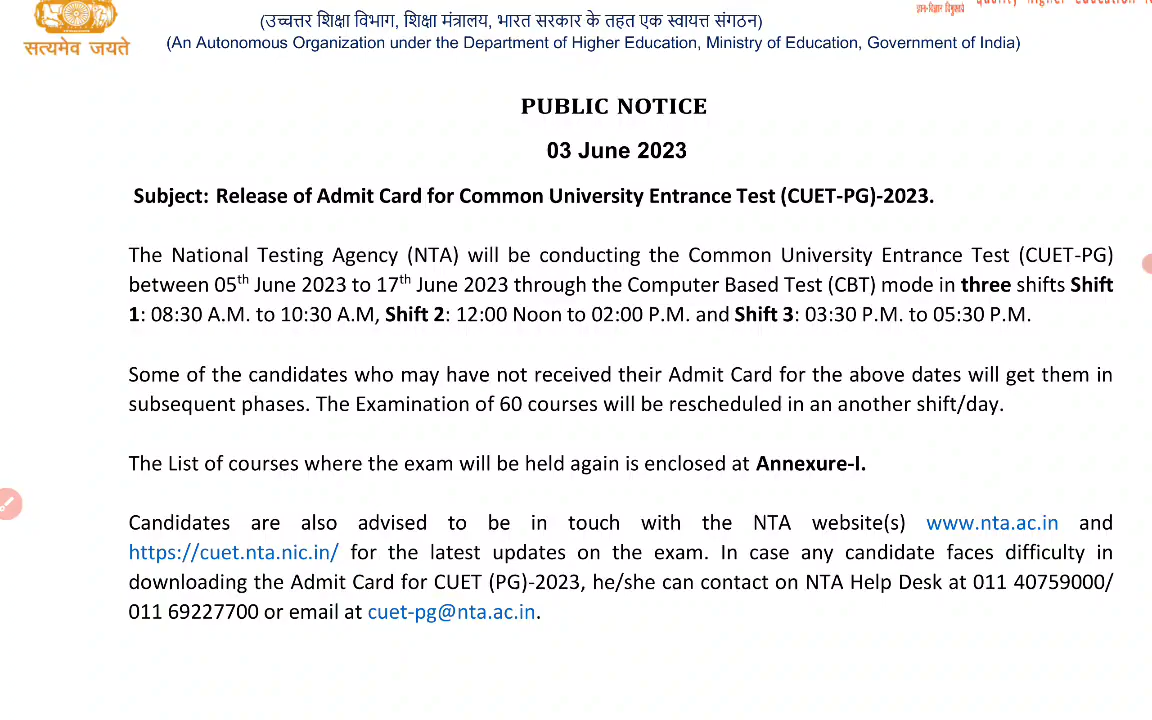 (उच्चत्तर शिक्षा विभाग, शिक्षा मंत्रालय, भारत सरकार के तहत एक स्वायत्त संगठन)
सत्यमेव जयते
(An Autonomous Organization under the Department of Higher Education, Ministry of Education, Government of India)
PUBLIC NOTICE
03 June 2023
Subject: Release of Admit Card for Common University Entrance Test (CUET-PG)-2023.
The National Testing Agency (NTA) will be conducting the Common University Entrance Test (CUET-PG)
between 05th June 2023 to 17th June 2023 through the Computer Based Test (CBT) mode in three shifts Shift
1: 08:30 A.M. to 10:30 A.M, Shift 2: 12:00 Noon to 02:00 P.M. and Shift 3: 03:30 P.M. to 05:30 P.M.
Some of the candidates who may have not received their Admit Card for the above dates will get them in
subsequent phases. The Examination of 60 courses will be rescheduled in an another shift/day.
The List of courses where the exam will be held again is enclosed at Annexure-I.
Candidates are also advised to be in touch with the NTA website(s) www.nta.ac.in and
https://cuet.nta.nic.in/ for the latest updates on the exam. In case any candidate faces difficulty in
downloading the Admit Card for CUET (PG)-2023, he/she can contact on NTA Help Desk at 011 40759000/
011 69227700 or email at cuet-pg@nta.ac.in.